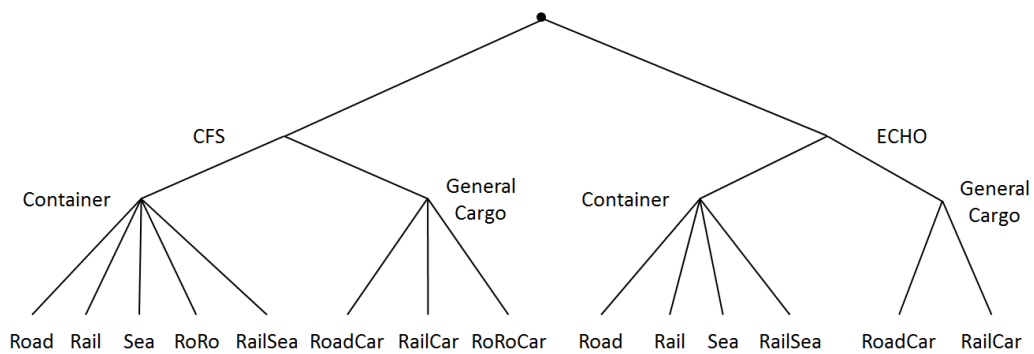 CFS
ECHO
Container
General
Cargo
Container
General
Cargo
Road Rail Sea RoRo RailSea RoadCar RailCar RoRoCar Road Rail Sea RailSea RoadCar RailCar